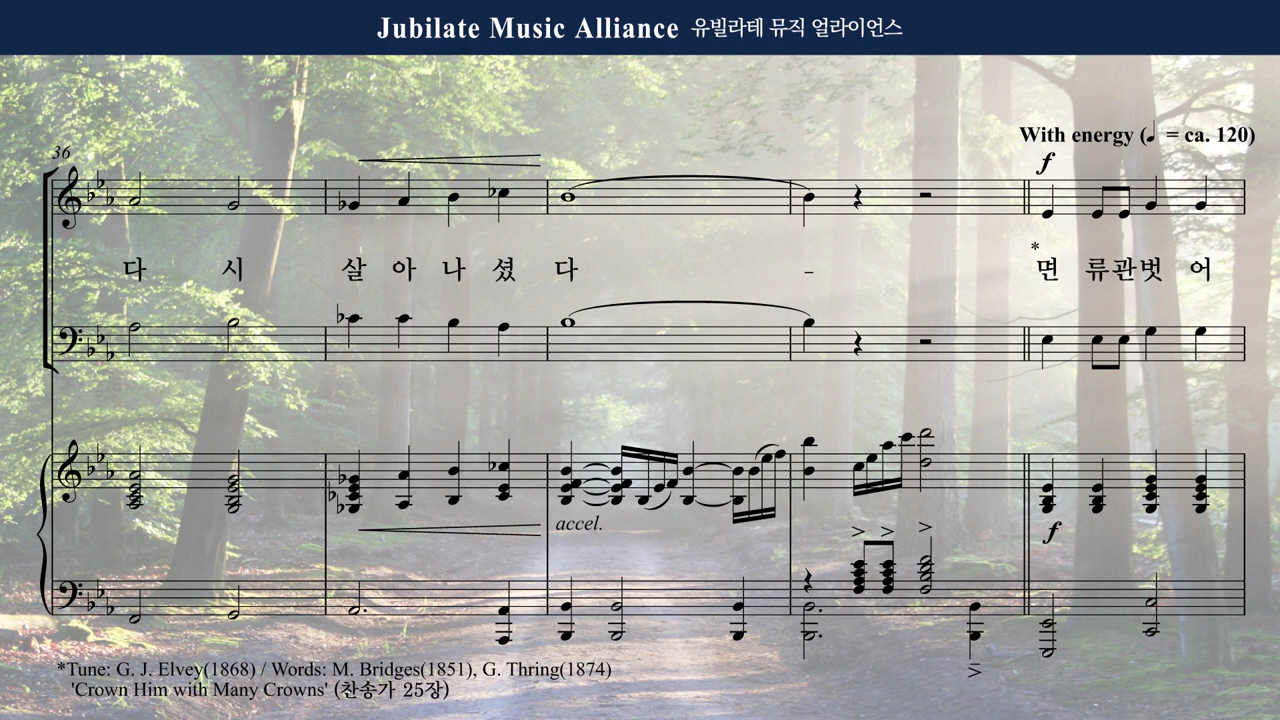 Jubilate Music Alliance 유빌라테 뮤직 얼라이언스
With energy (♩ = ca. 120)
36
f
*
다 시 살 아 나 셨 다 - 면 류 관 벗 어
accel.
f
*Tune: G. J. Elvey(1868) / Words: M. Bridges(1851), G. Thring(1874)
'Crown Him with Many Crowns' (찬송가 25장)